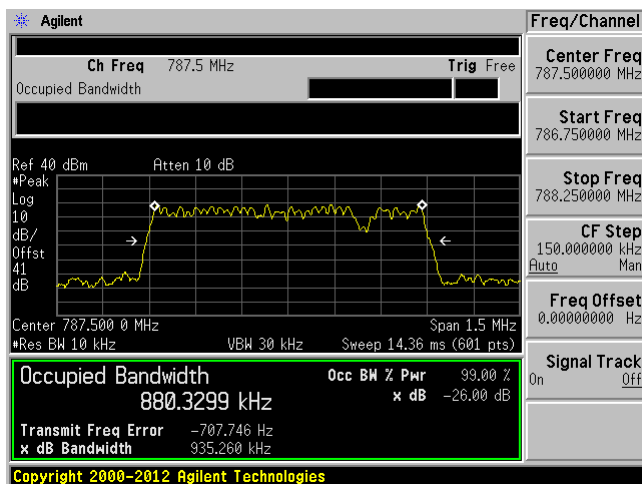 Agilent
Freq/Channel
Ch Freq 787.5 MHz Trig Free
Occupied Bandwidth
Center Freq
787.500000 MHz
Start Freq
786.750000 MHz
Stop Freq
788.250000 MHz
CF Step
150.000000 kHz
Auto Man
Freq Offset
0.00000000 Hz
Signal Track
On Off
Ref 40 dBm Atten 10 dB
#Peak
Log
10
dB/
Offst
41
dB
Center 787.500 0 MHz Span 1.5 MHz
#Res BW 10 kHz VBW 30 kHz Sweep 14.36 ms (601 pts)
Occupied Bandwidth Occ BW % Pwr 99.00 %
880.3299 kHz x dB -26.00 dB
Transmit Freq Error -707.746 Hz
x dB Bandwidth 935.260 kHz
Copyright 2000-2012 Agilent Technologies